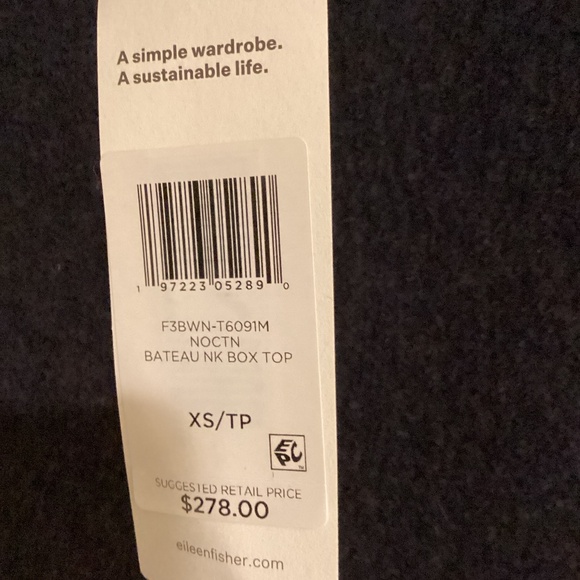 A simple wardrobe.
A sustainable life.
1 97223 05289 0
F3BWN-T6091M
NOCTN
BATEAU NK BOX TOP
XS/TP
EPC
SUGGESTED RETAIL PRICE
$278.00
eileenfisher.com